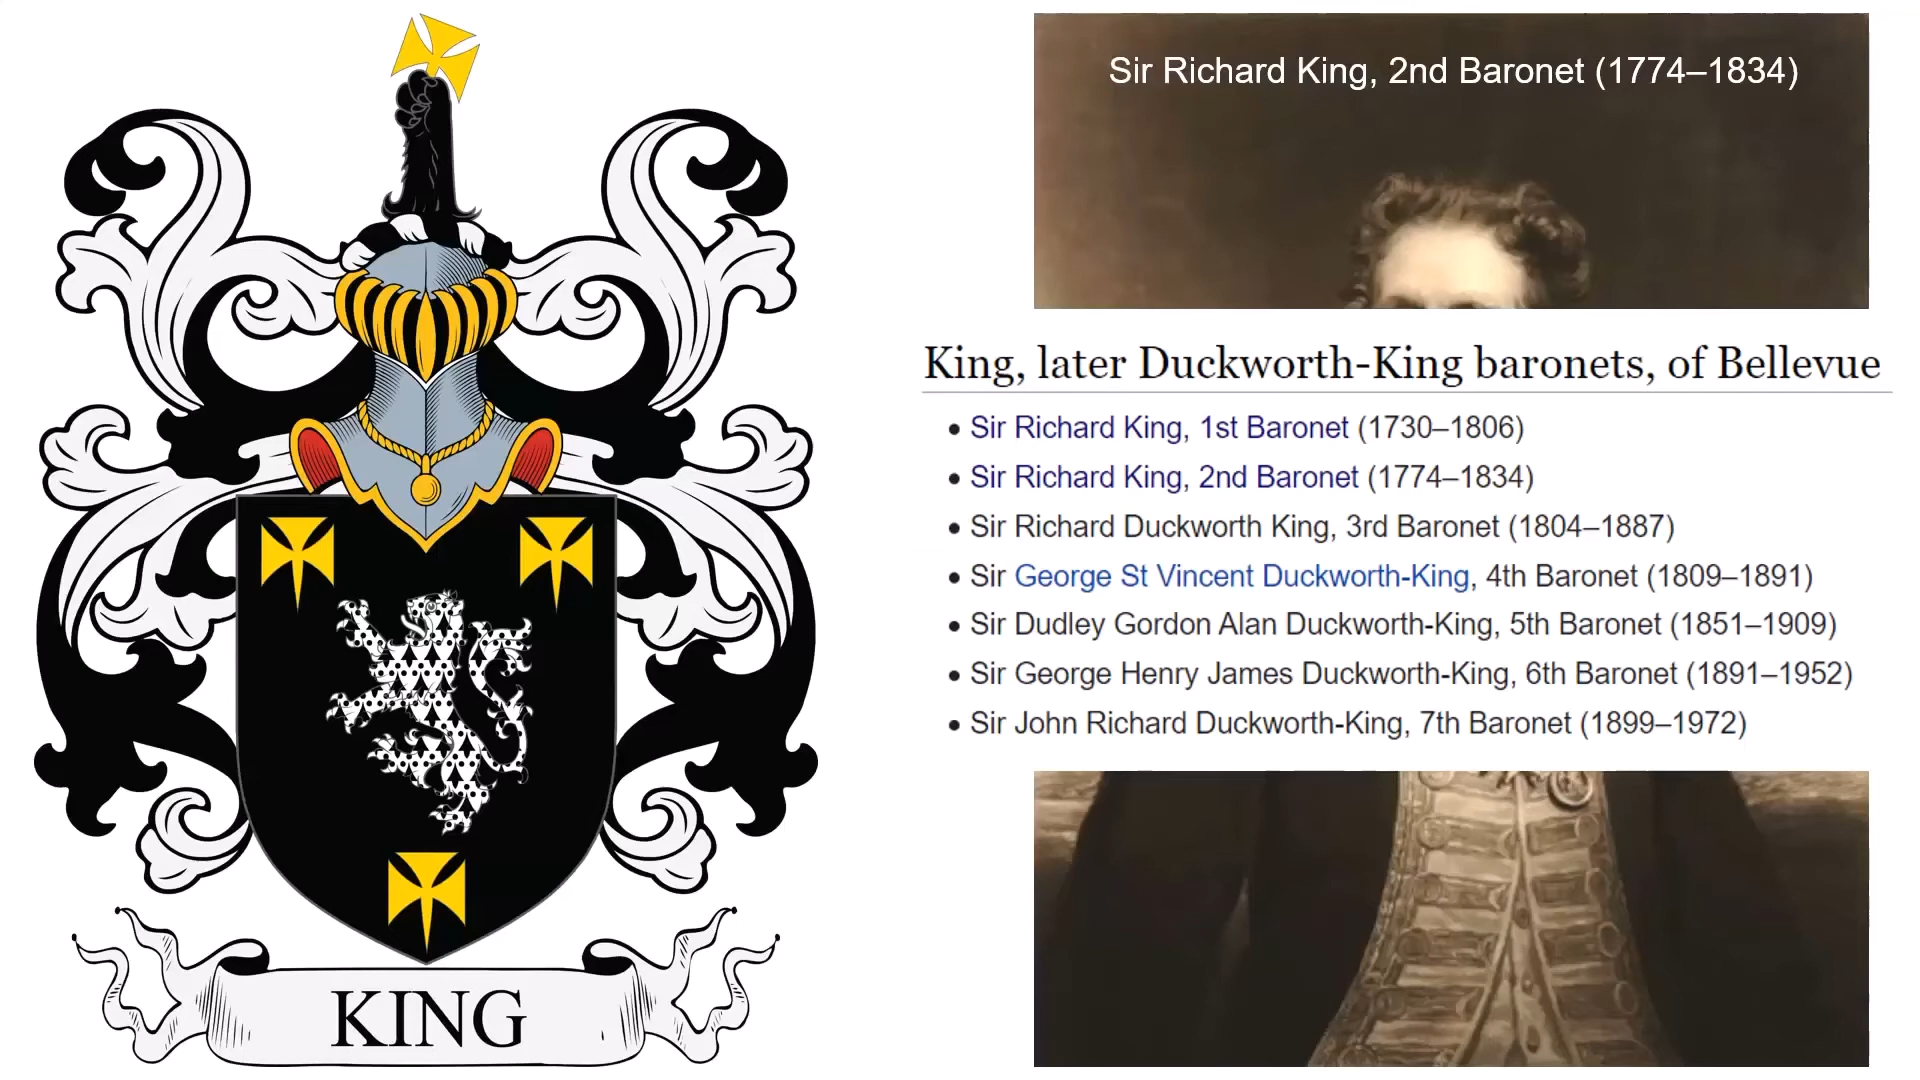 Sir Richard King, 2nd Baronet (1774–1834)
King, later Duckworth-King baronets, of Bellevue
Sir Richard King, 1st Baronet (1730–1806)
Sir Richard King, 2nd Baronet (1774–1834)
Sir Richard Duckworth King, 3rd Baronet (1804–1887)
Sir George St Vincent Duckworth-King, 4th Baronet (1809–1891)
Sir Dudley Gordon Alan Duckworth-King, 5th Baronet (1851–1909)
Sir George Henry James Duckworth-King, 6th Baronet (1891–1952)
Sir John Richard Duckworth-King, 7th Baronet (1899–1972)
KING